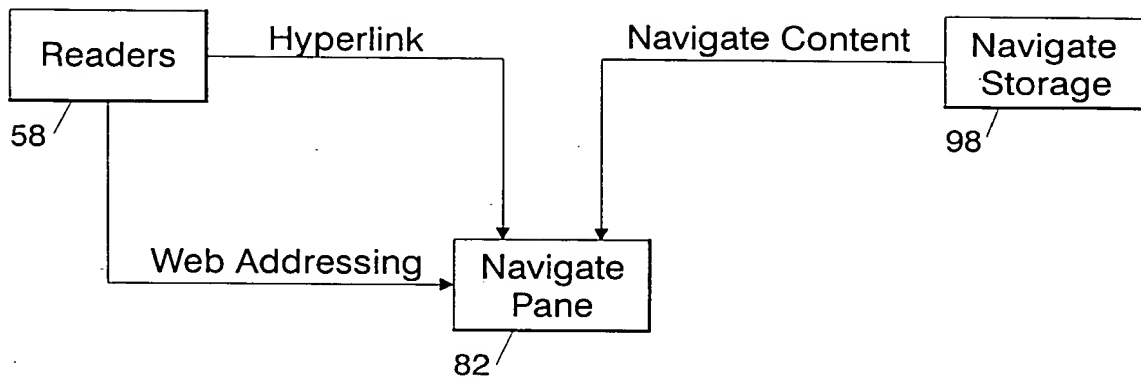 Readers
Hyperlink
Navigate Content
Navigate
Storage
58
98
Web Addressing
Navigate
Pane
82